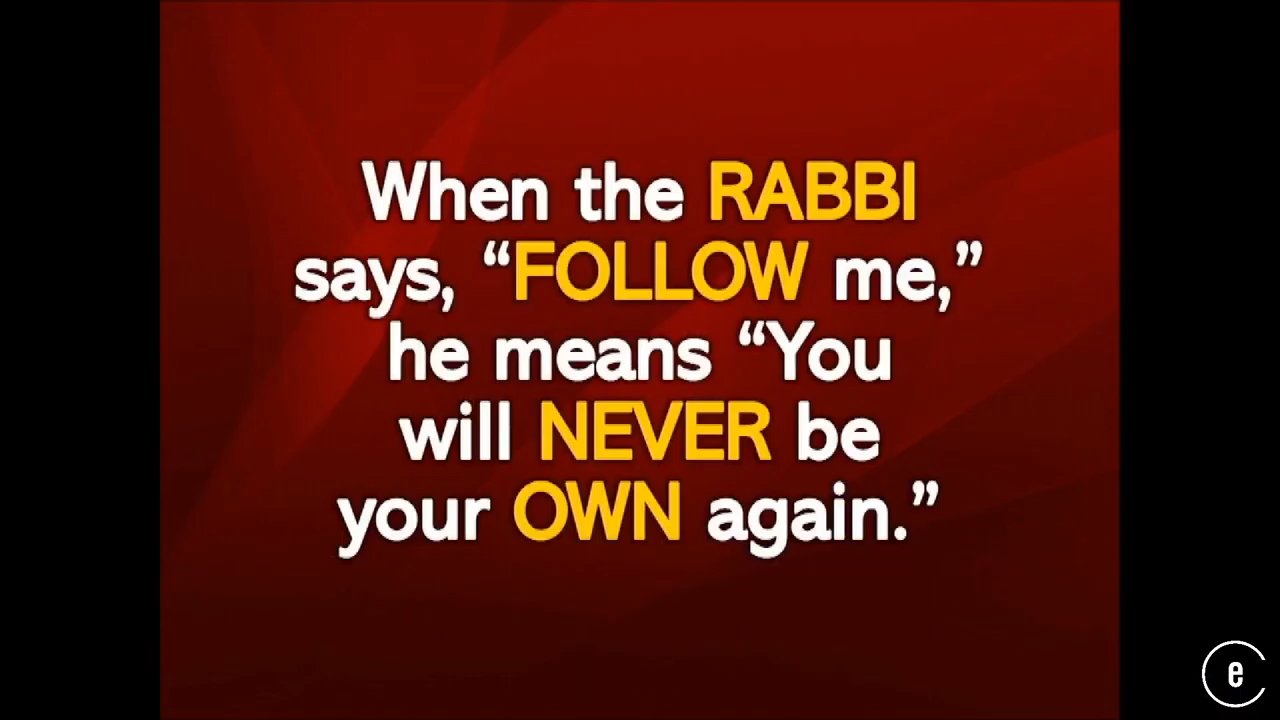 When the RABBI
says, “FOLLOW me,”
he means “You
will NEVER be
your OWN again.”
e